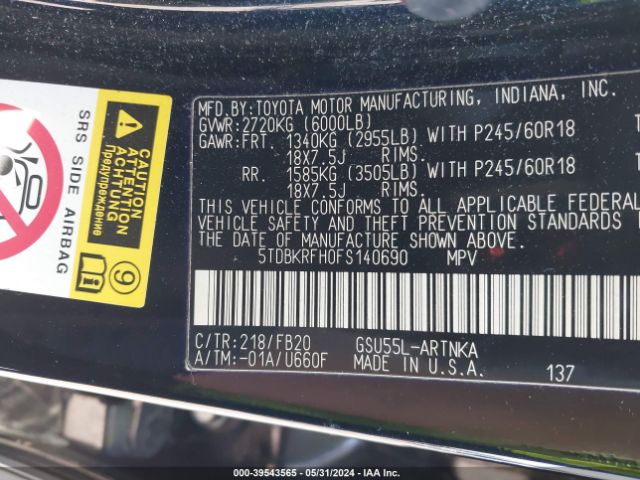 SRS SIDE AIRBAG
CAUTION
ATTENTION
ACHTUNG
Предупреждение
9
MFD.BY:TOYOTA MOTOR MANUFACTURING, INDIANA, INC.
GVWR:2720KG (6000LB)
GAWR:FRT. 1340KG (2955LB) WITH P245/60R18
18X7.5J RIMS.
RR. 1585KG (3505LB) WITH P245/60R18
18X7.5J RIMS.
THIS VEHICLE CONFORMS TO ALL APPLICABLE FEDERAL
VEHICLE SAFETY AND THEFT PREVENTION STANDARDS
THE DATE OF MANUFACTURE SHOWN ABOVE.
5TDBKRFH0FS140690 MPV
C/TR:218/FB20 GSU55L-ARTNKA
A/TM:-01A/U660F MADE IN U.S.A. 137
000-39543565 - 05/31/2024 - IAA Inc.